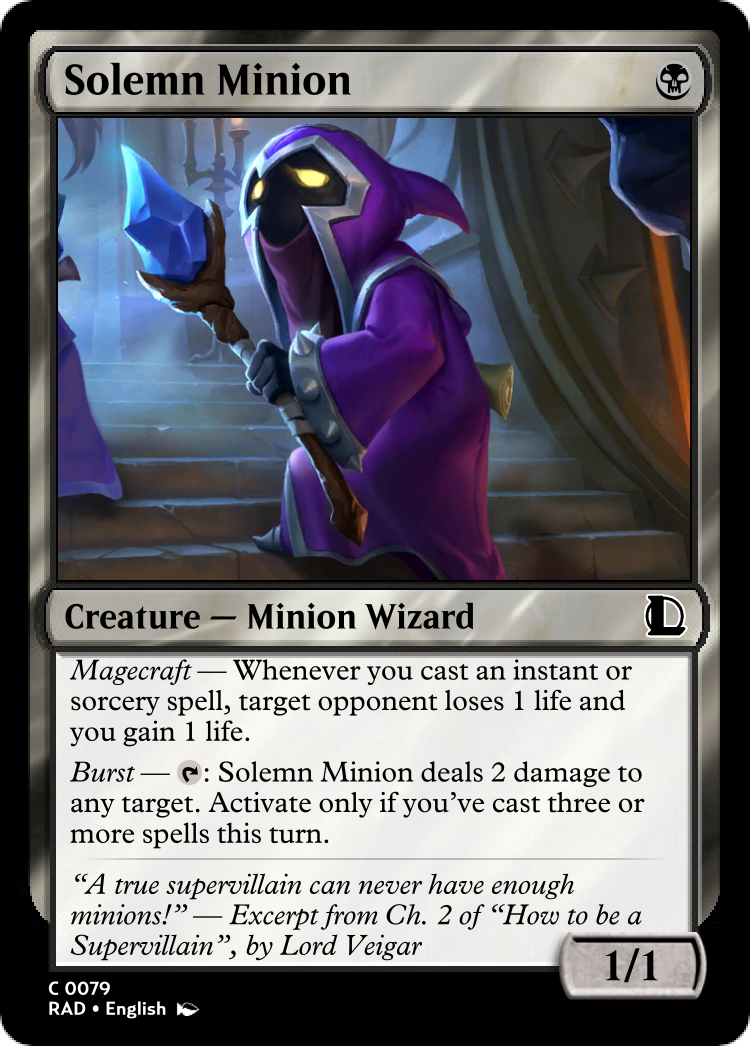 Solemn Minion
Creature — Minion Wizard
Magecraft — Whenever you cast an instant or
sorcery spell, target opponent loses 1 life and
you gain 1 life.
Burst — : Solemn Minion deals 2 damage to
any target. Activate only if you’ve cast three or
more spells this turn.
“A true supervillain can never have enough
minions!” — Excerpt from Ch. 2 of “How to be a
Supervillain”, by Lord Veigar
1/1
C 0079
RAD • English